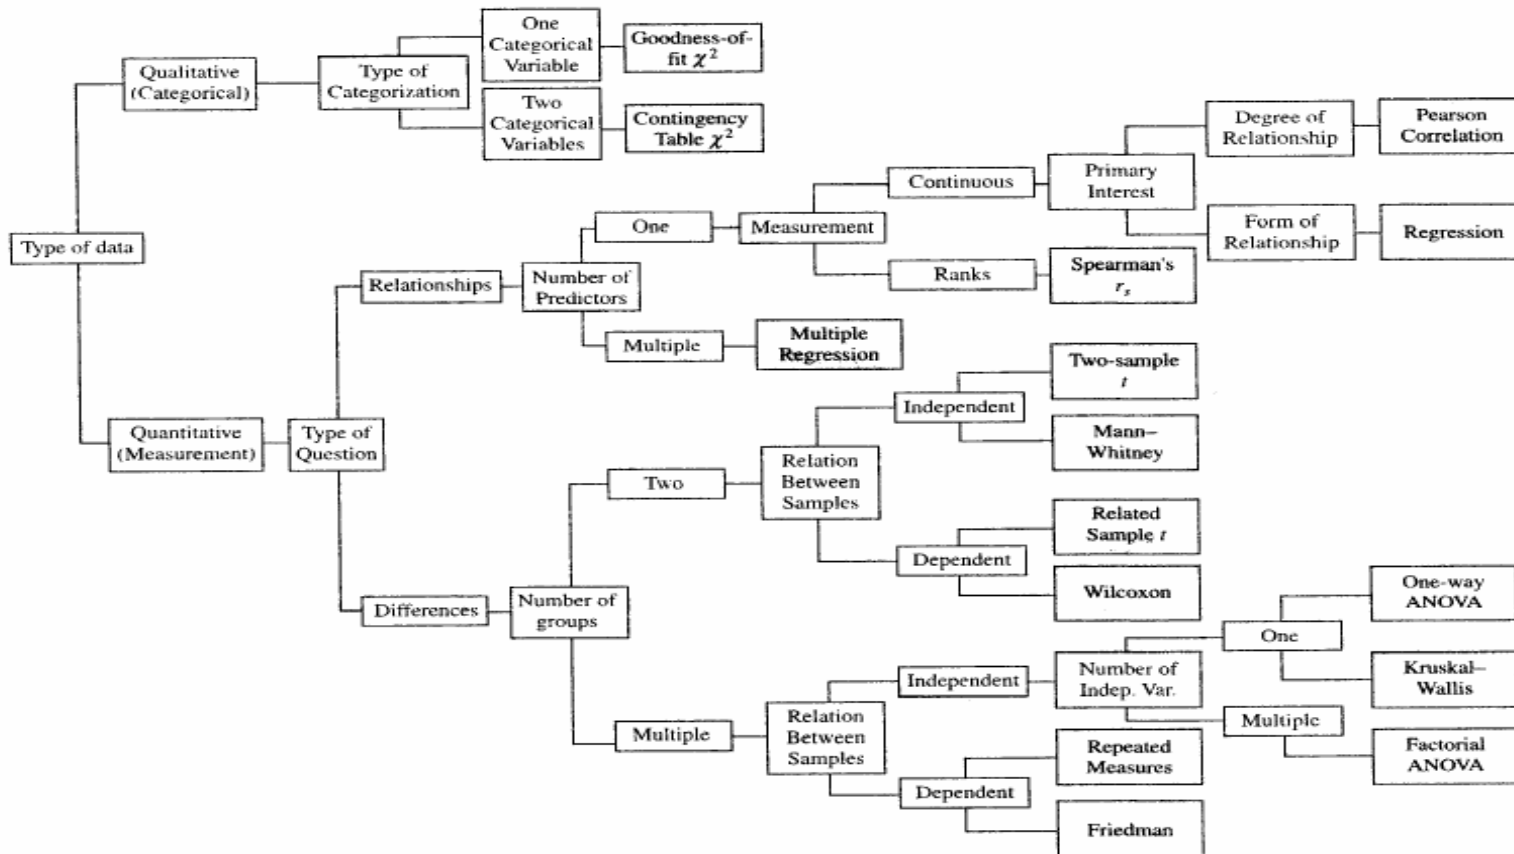 One
Categorical
Variable
Goodness-of-
fit χ²
Qualitative
(Categorical)
Type of
Categorization
Two
Categorical
Variables
Contingency
Table χ²
Degree of
Relationship
Pearson
Correlation
Continuous
Primary
Interest
One
Measurement
Form of
Relationship
Regression
Type of data
Relationships
Number of
Predictors
Ranks
Spearman's
rₛ
Multiple
Multiple
Regression
Two-sample
t
Independent
Quantitative
(Measurement)
Type of
Question
Mann–
Whitney
Two
Relation
Between
Samples
Related
Sample t
Dependent
Wilcoxon
Differences
Number of
groups
One-way
ANOVA
One
Independent
Number of
Indep. Var.
Kruskal–
Wallis
Multiple
Relation
Between
Samples
Multiple
Repeated
Measures
Factorial
ANOVA
Dependent
Friedman